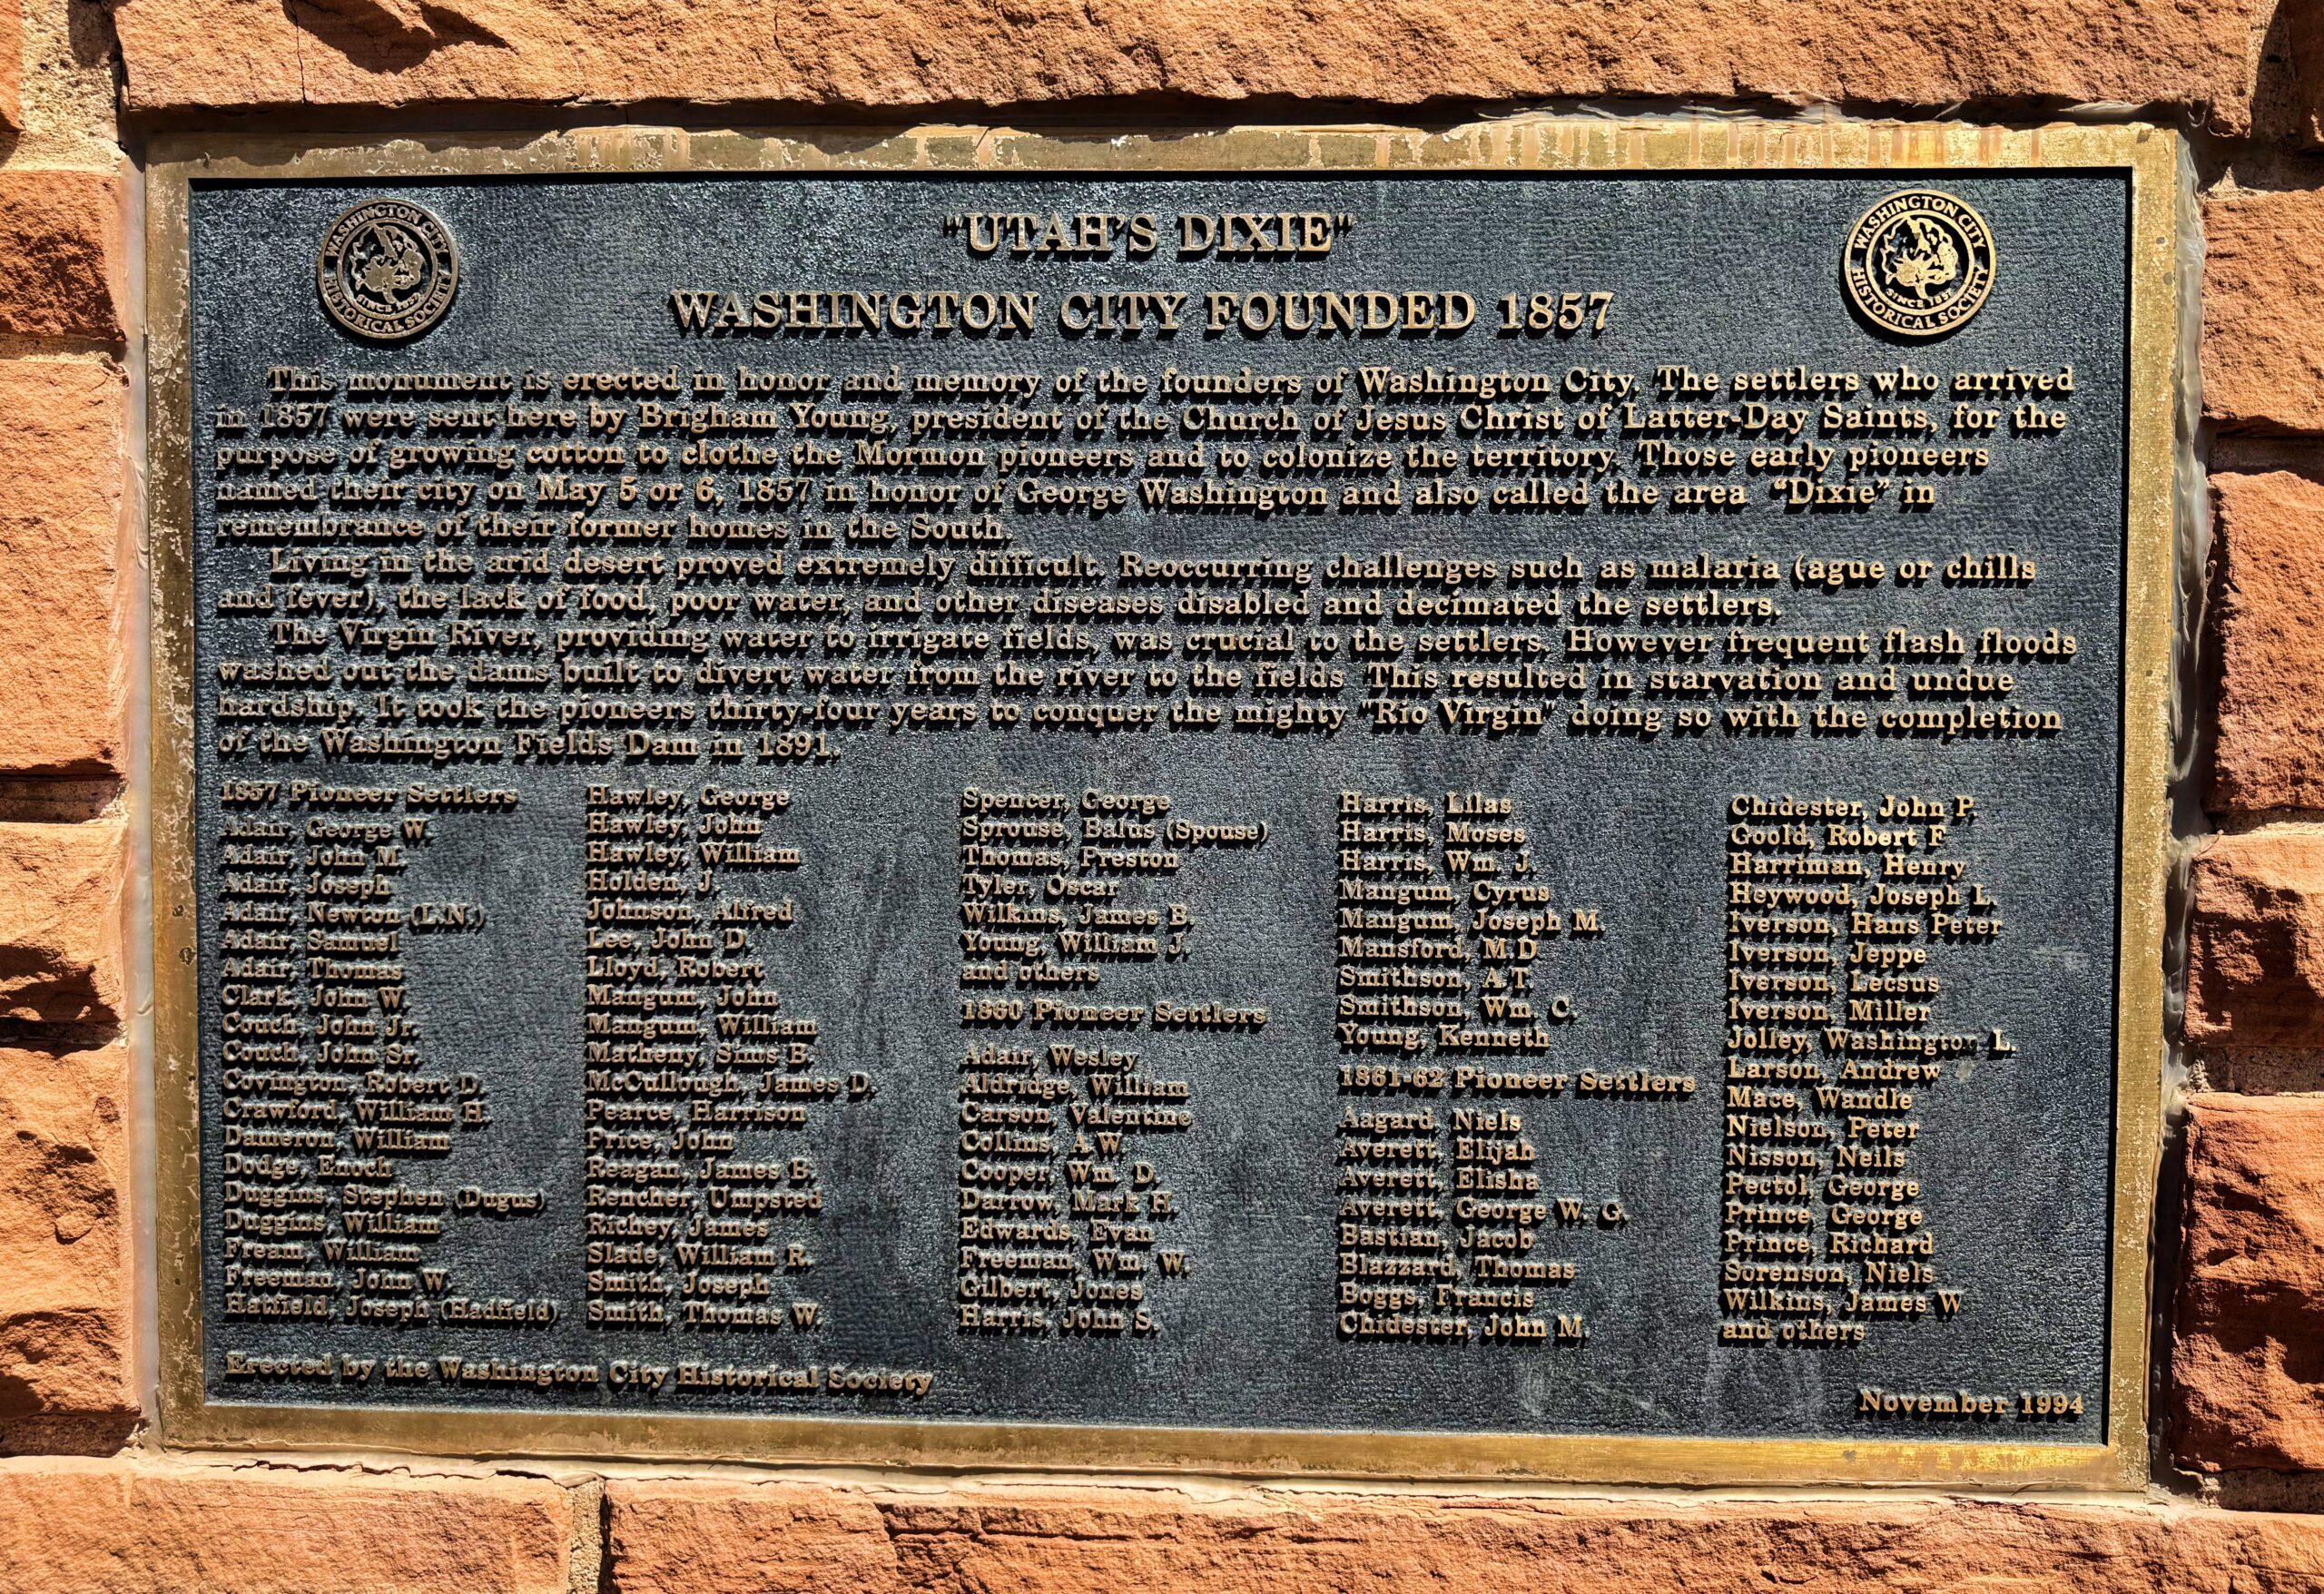 WASHINGTON CITY
SINCE 1857
HISTORICAL SOCIETY
"UTAH'S DIXIE"
WASHINGTON CITY
SINCE 1857
HISTORICAL SOCIETY
WASHINGTON CITY FOUNDED 1857
This monument is erected in honor and memory of the founders of Washington City. The settlers who arrived
in 1857 were sent here by Brigham Young, president of the Church of Jesus Christ of Latter-Day Saints, for the
purpose of growing cotton to clothe the Mormon pioneers and to colonize the territory. Those early pioneers
named their city on May 5 or 6, 1857 in honor of George Washington and also called the area "Dixie" in
remembrance of their former homes in the South.
Living in the arid desert proved extremely difficult. Reoccurring challenges such as malaria (ague or chills
and fever), the lack of food, poor water, and other diseases disabled and decimated the settlers.
The Virgin River, providing water to irrigate fields, was crucial to the settlers. However frequent flash floods
washed out the dams built to divert water from the river to the fields This resulted in starvation and undue
hardship. It took the pioneers thirty-four years to conquer the mighty "Rio Virgin" doing so with the completion
of the Washington Fields Dam in 1891.
1857 Pioneer Settlers
Adair, George W.
Adair, John M.
Adair, Joseph
Adair, Newton (L.N.)
Adair, Samuel
Adair, Thomas
Clark, John W.
Couch, John Jr.
Couch, John Sr.
Covington, Robert D.
Crawford, William H.
Dameron, William
Dodge, Enoch
Duggins, Stephen (Dugus)
Duggins, William
Fream, William
Freeman, John W.
Hatfield, Joseph (Hadfield)
Hawley, George
Hawley, John
Hawley, William
Holden, J.
Johnson, Alfred
Lee, John D.
Lloyd, Robert
Mangum, John
Mangum, William
Matheny, Sims B.
McCullough, James D.
Pearce, Harrison
Price, John
Reagan, James B.
Rencher, Umpsted
Richey, James
Slade, William R.
Smith, Joseph
Smith, Thomas W.
Spencer, George
Sprouse, Balus (Spouse)
Thomas, Preston
Tyler, Oscar
Wilkins, James B.
Young, William J.
and others
1860 Pioneer Settlers
Adair, Wesley
Aldridge, William
Carson, Valentine
Collins, A.W.
Cooper, Wm. D.
Darrow, Mark H.
Edwards, Evan
Freeman, Wm. W.
Gilbert, Jones
Harris, John S.
Harris, Lilas
Harris, Moses
Harris, Wm. J.
Mangum, Cyrus
Mangum, Joseph M.
Mansford, M.D
Smithson, A.T.
Smithson, Wm. C.
Young, Kenneth
1861-62 Pioneer Settlers
Aagard, Niels
Averett, Elijah
Averett, Elisha
Averett, George W. G.
Bastian, Jacob
Blazzard, Thomas
Boggs, Francis
Chidester, John M.
Chidester, John P.
Goold, Robert F
Harriman, Henry
Heywood, Joseph L.
Iverson, Hans Peter
Iverson, Jeppe
Iverson, Lecsus
Iverson, Miller
Jolley, Washington L.
Larson, Andrew
Mace, Wandle
Nielson, Peter
Nisson, Neils
Pectol, George
Prince, George
Prince, Richard
Sorenson, Niels
Wilkins, James W
and others
Erected by the Washington City Historical Society
November 1994